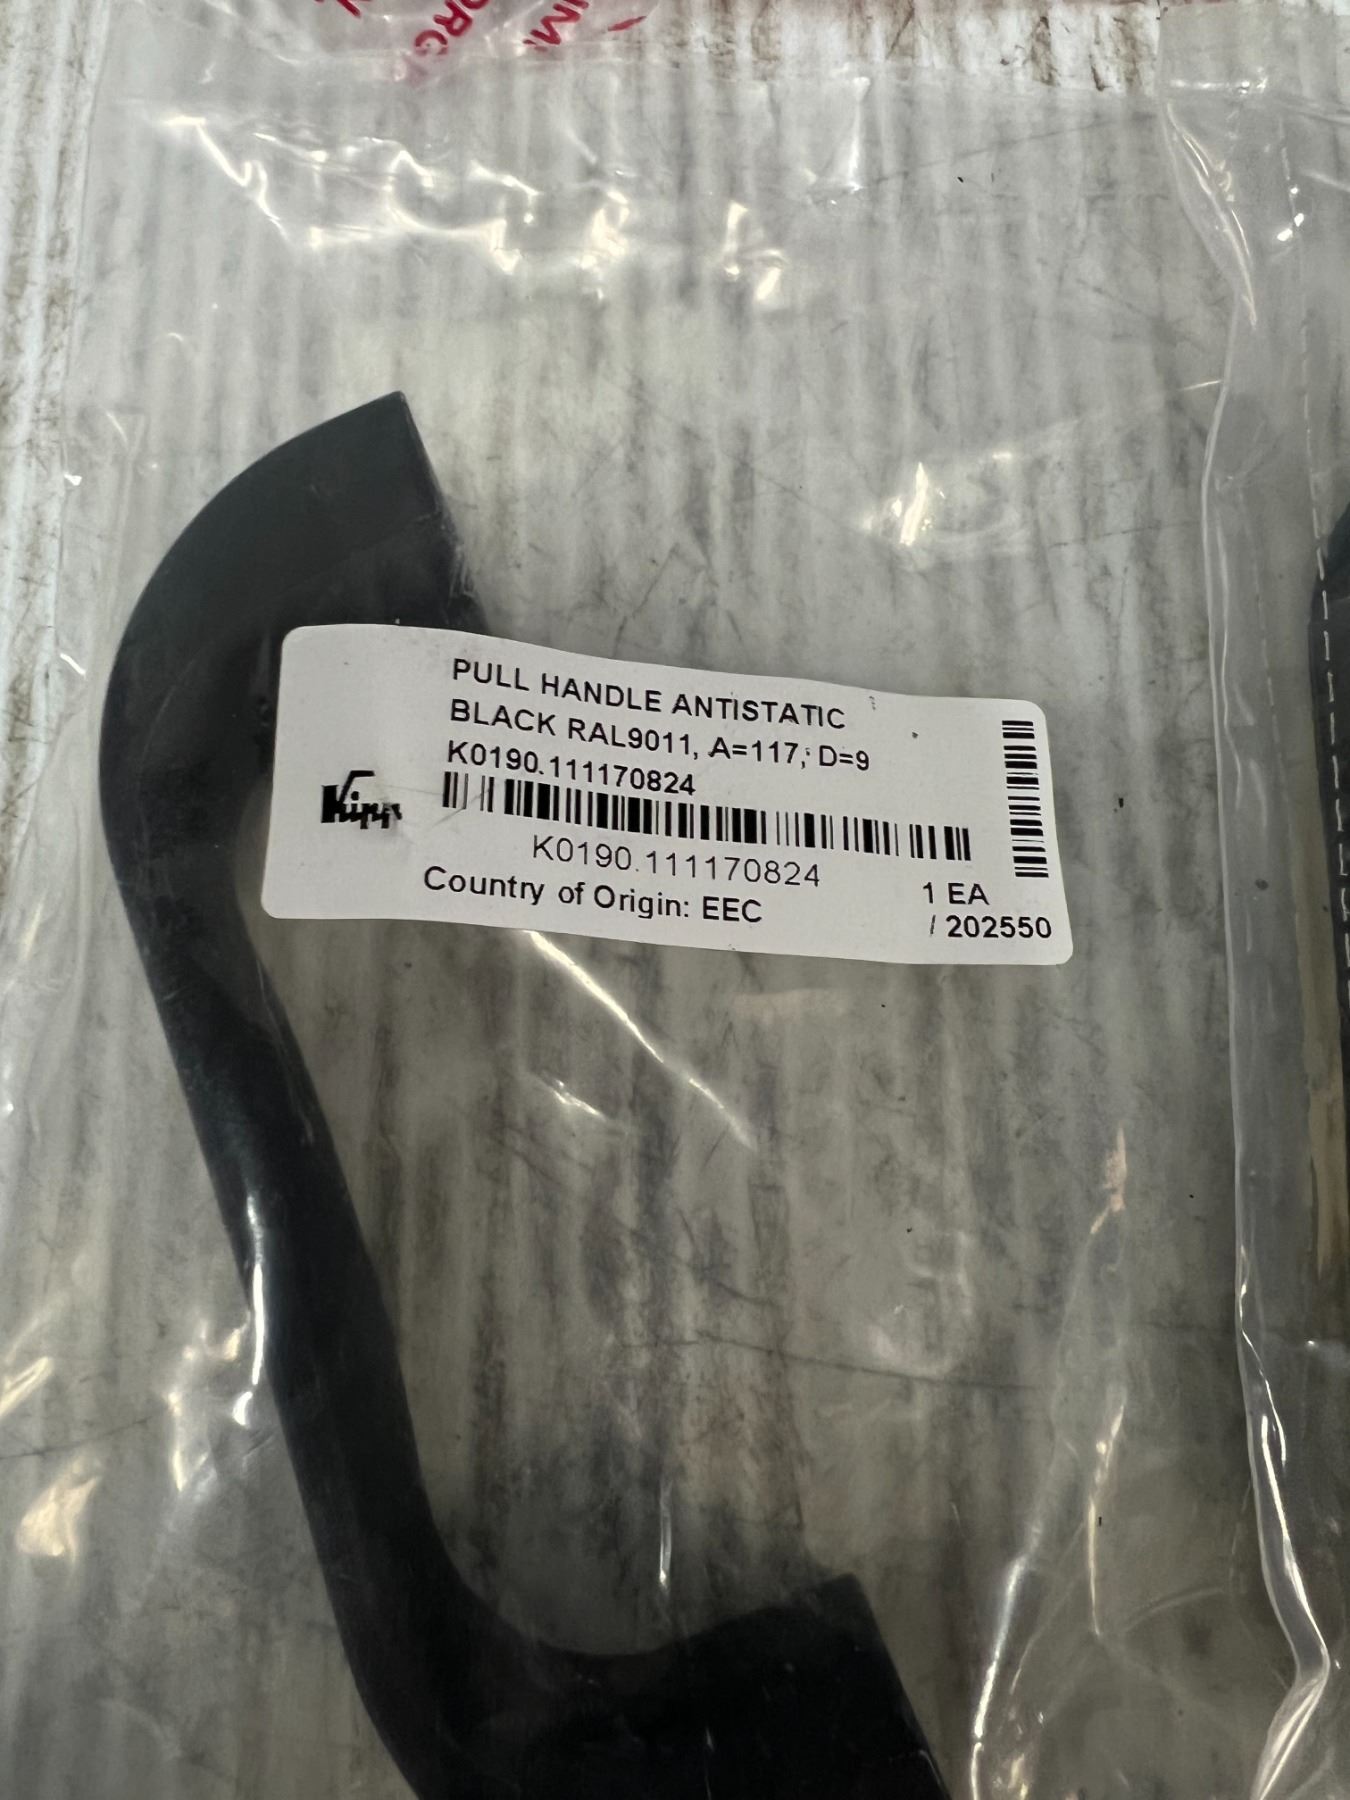 PULL HANDLE ANTISTATIC
BLACK RAL9011, A=117, D=9
K0190.111170824
Kipp
K0190.111170824
1 EA
Country of Origin: EEC
/ 202550